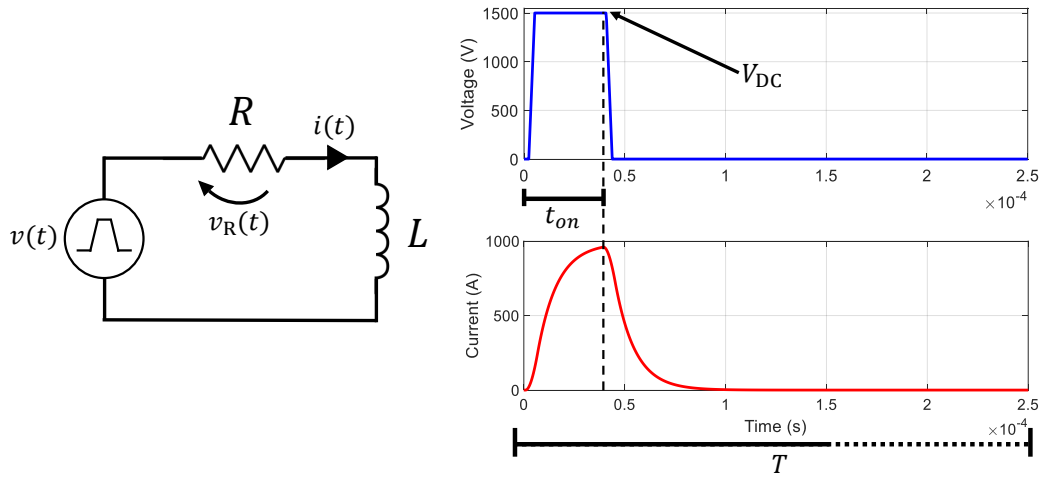 R
i(t)
v_R(t)
v(t)
L
1500
1000
500
0
Voltage (V)
V_DC
0 0.5 1 1.5 2 2.5
×10^-4
t_on
1000
500
0
Current (A)
0 0.5 1 1.5 2 2.5
Time (s)
×10^-4
T